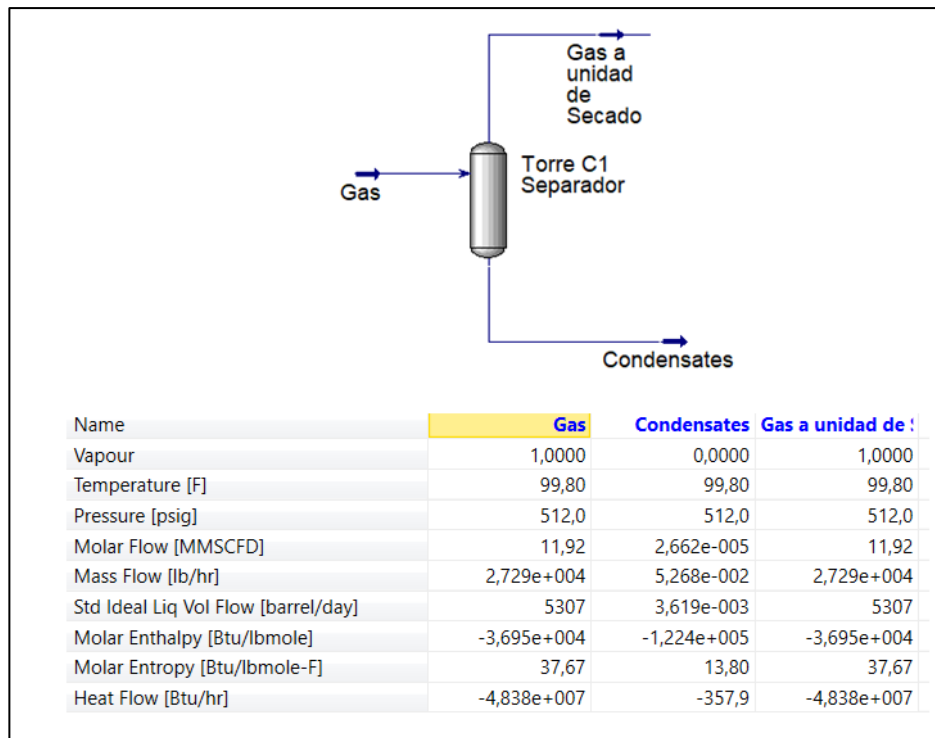 Gas a
unidad
de
Secado
Torre C1
Separador
Gas
Condensates
Name Gas Condensates Gas a unidad de :
Vapour 1,0000 0,0000 1,0000
Temperature [F] 99,80 99,80 99,80
Pressure [psig] 512,0 512,0 512,0
Molar Flow [MMSCFD] 11,92 2,662e-005 11,92
Mass Flow [lb/hr] 2,729e+004 5,268e-002 2,729e+004
Std Ideal Liq Vol Flow [barrel/day] 5307 3,619e-003 5307
Molar Enthalpy [Btu/lbmole] -3,695e+004 -1,224e+005 -3,695e+004
Molar Entropy [Btu/lbmole-F] 37,67 13,80 37,67
Heat Flow [Btu/hr] -4,838e+007 -357,9 -4,838e+007